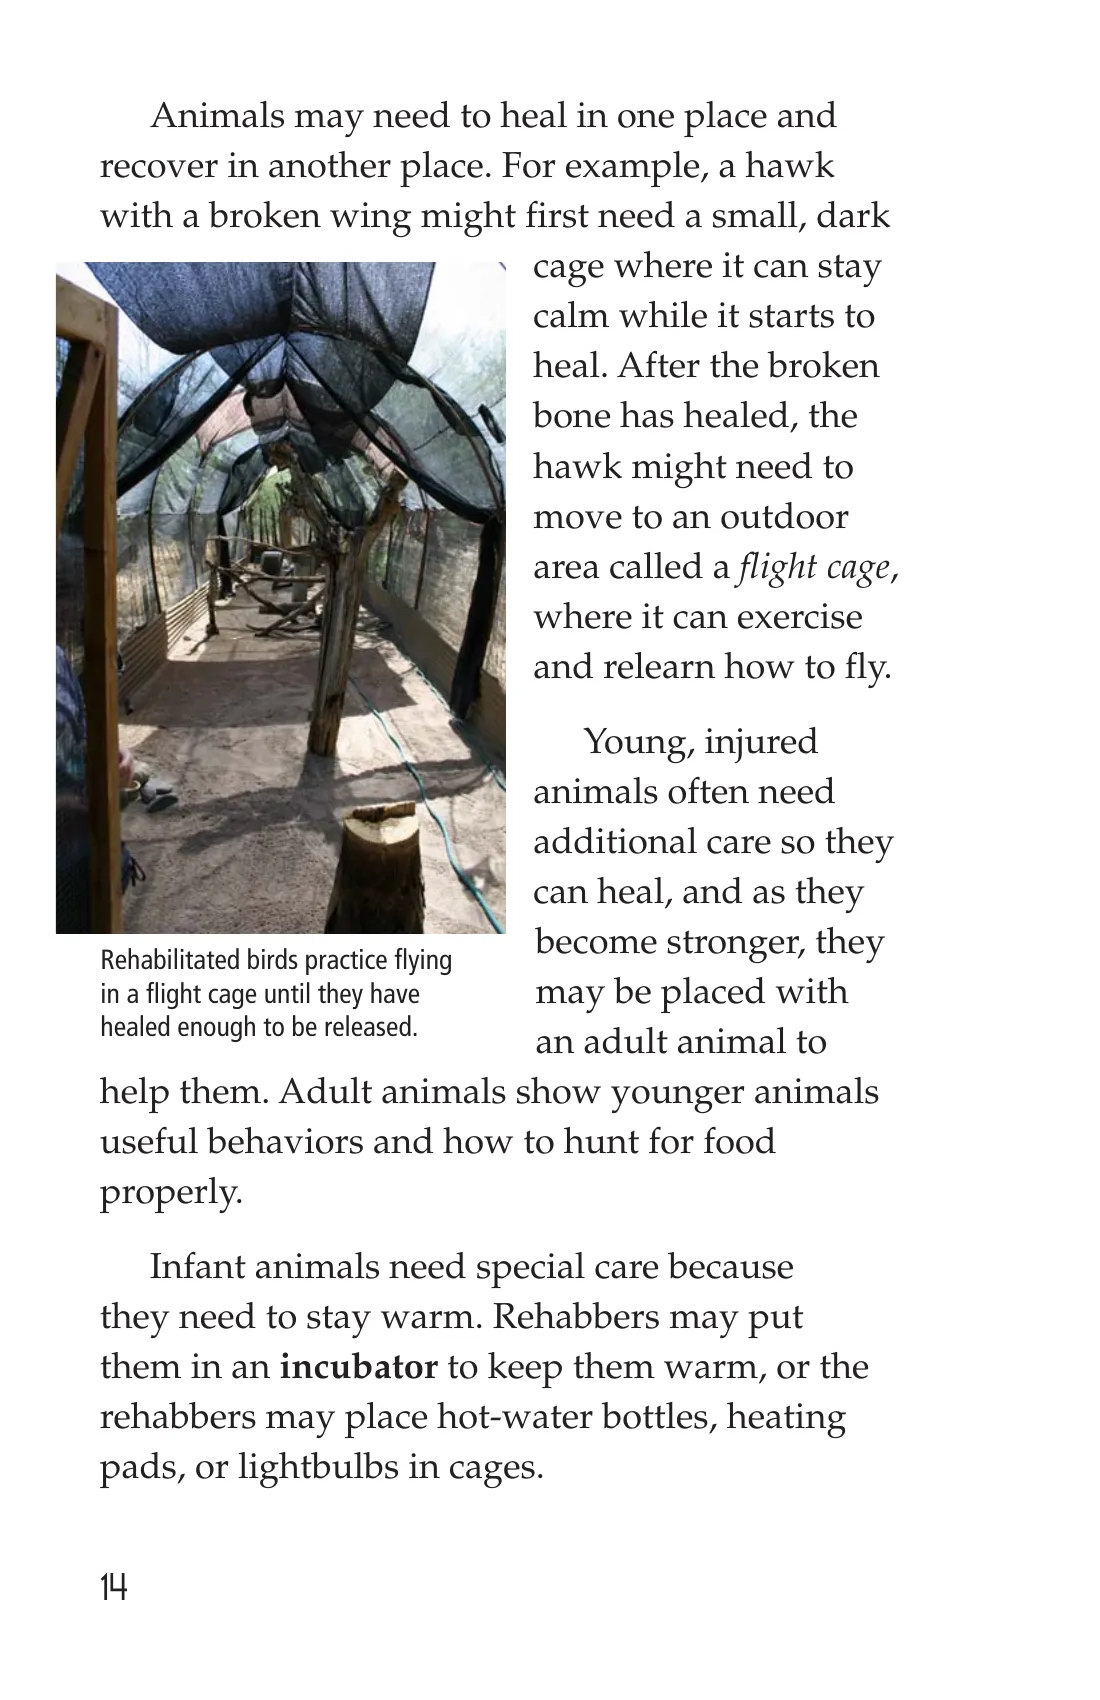 Animals may need to heal in one place and
recover in another place. For example, a hawk
with a broken wing might first need a small, dark
cage where it can stay
calm while it starts to
heal. After the broken
bone has healed, the
hawk might need to
move to an outdoor
area called a flight cage,
where it can exercise
and relearn how to fly.
Young, injured
animals often need
additional care so they
can heal, and as they
become stronger, they
may be placed with
an adult animal to
help them. Adult animals show younger animals
useful behaviors and how to hunt for food
properly.
Rehabilitated birds practice flying
in a flight cage until they have
healed enough to be released.
Infant animals need special care because
they need to stay warm. Rehabbers may put
them in an incubator to keep them warm, or the
rehabbers may place hot-water bottles, heating
pads, or lightbulbs in cages.
14